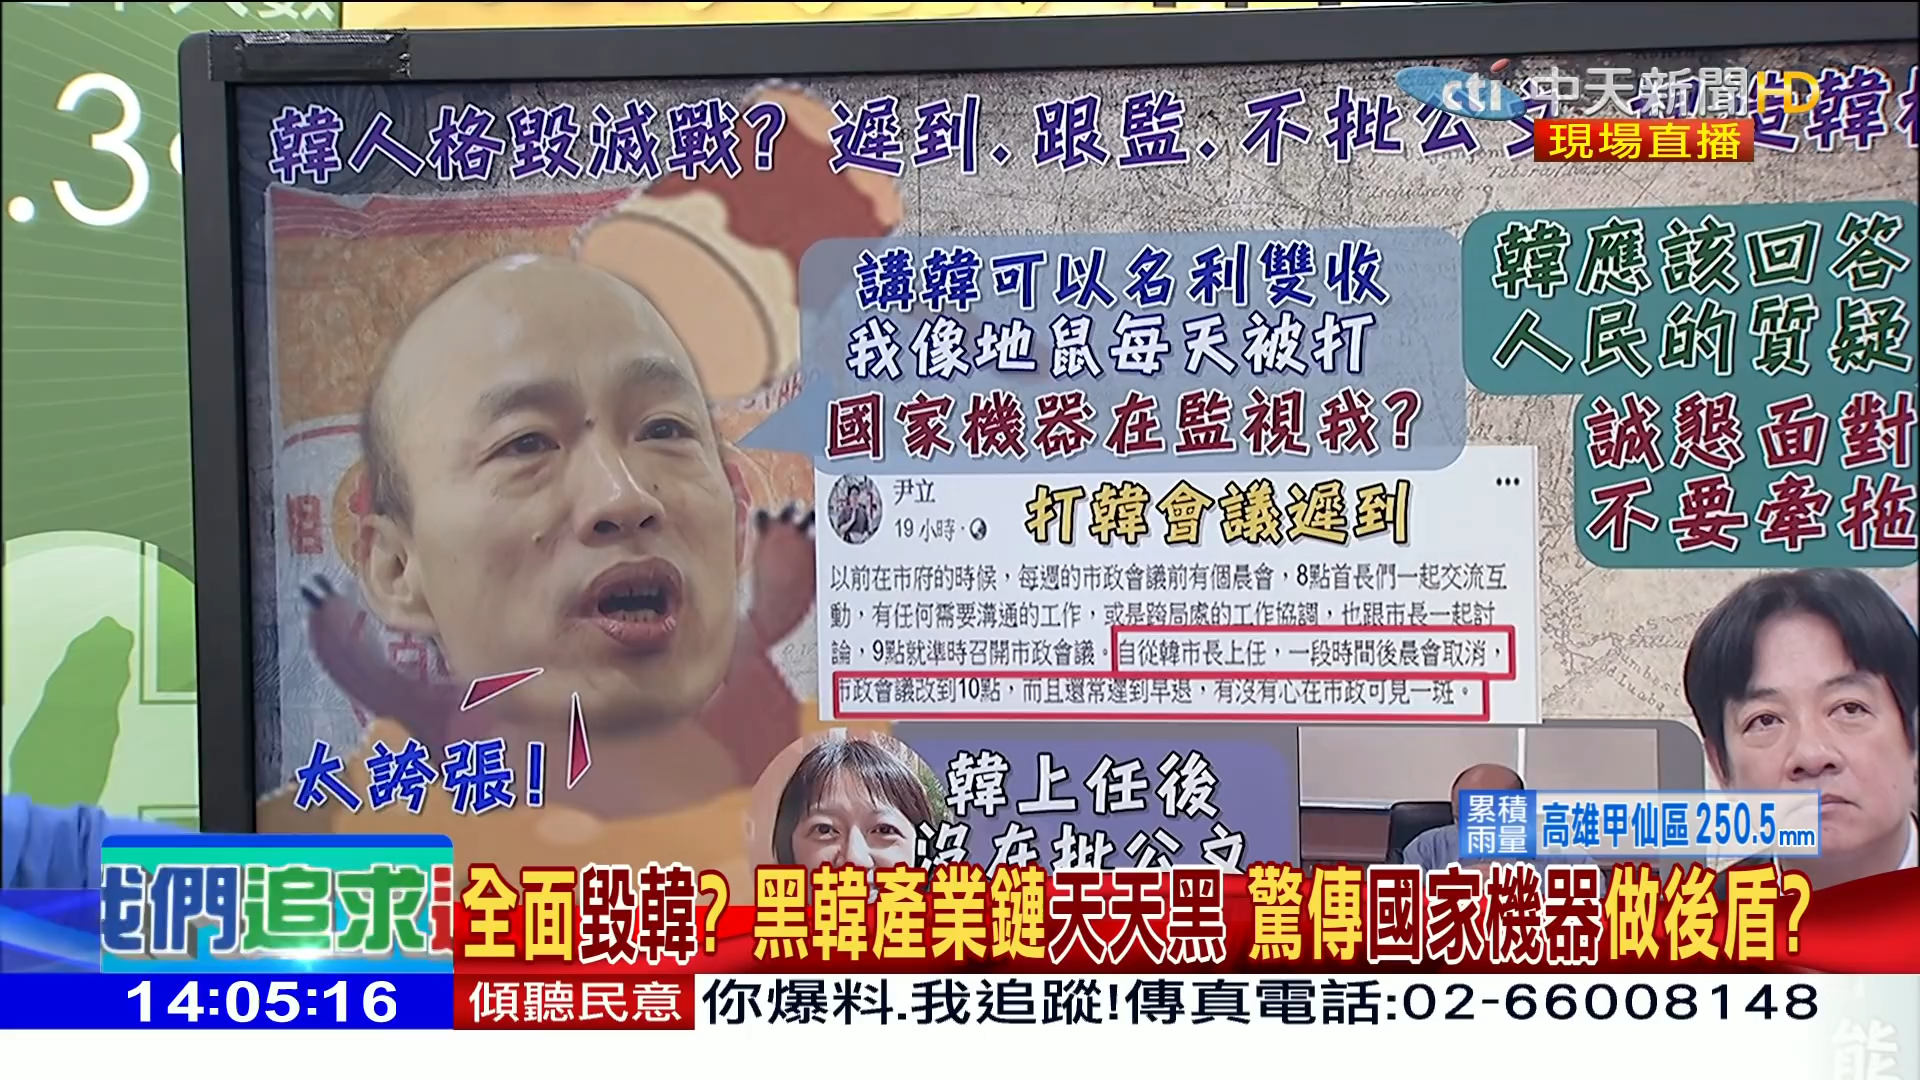 .3
韓人格毀滅戰? 遲到.跟監.不批公
韓
cti 中天新聞HD
現場直播
講韓可以名利雙收
我像地鼠每天被打
國家機器在監視我?
韓應該回答
人民的質疑
誠懇面對
不要牽拖
尹立
19 小時
打韓會議遲到
以前在市府的時候，每週的市政會議前有個晨會，8點首長們一起交流互
動，有任何需要溝通的工作，或是跨局處的工作協調，也跟市長一起討
論，9點就準時召開市政會議。自從韓市長上任，一段時間後晨會取消，
市政會議改到10點，而且還常遲到早退，有沒有心在市政可見一斑。
太誇張!
韓上任後
沒在批公文
累積雨量 高雄甲仙區 250.5mm
我們追求
全面毀韓? 黑韓產業鏈天天黑 驚傳國家機器做後盾?
14:05:16
傾聽民意
你爆料.我追蹤!傳真電話:02-66008148
能